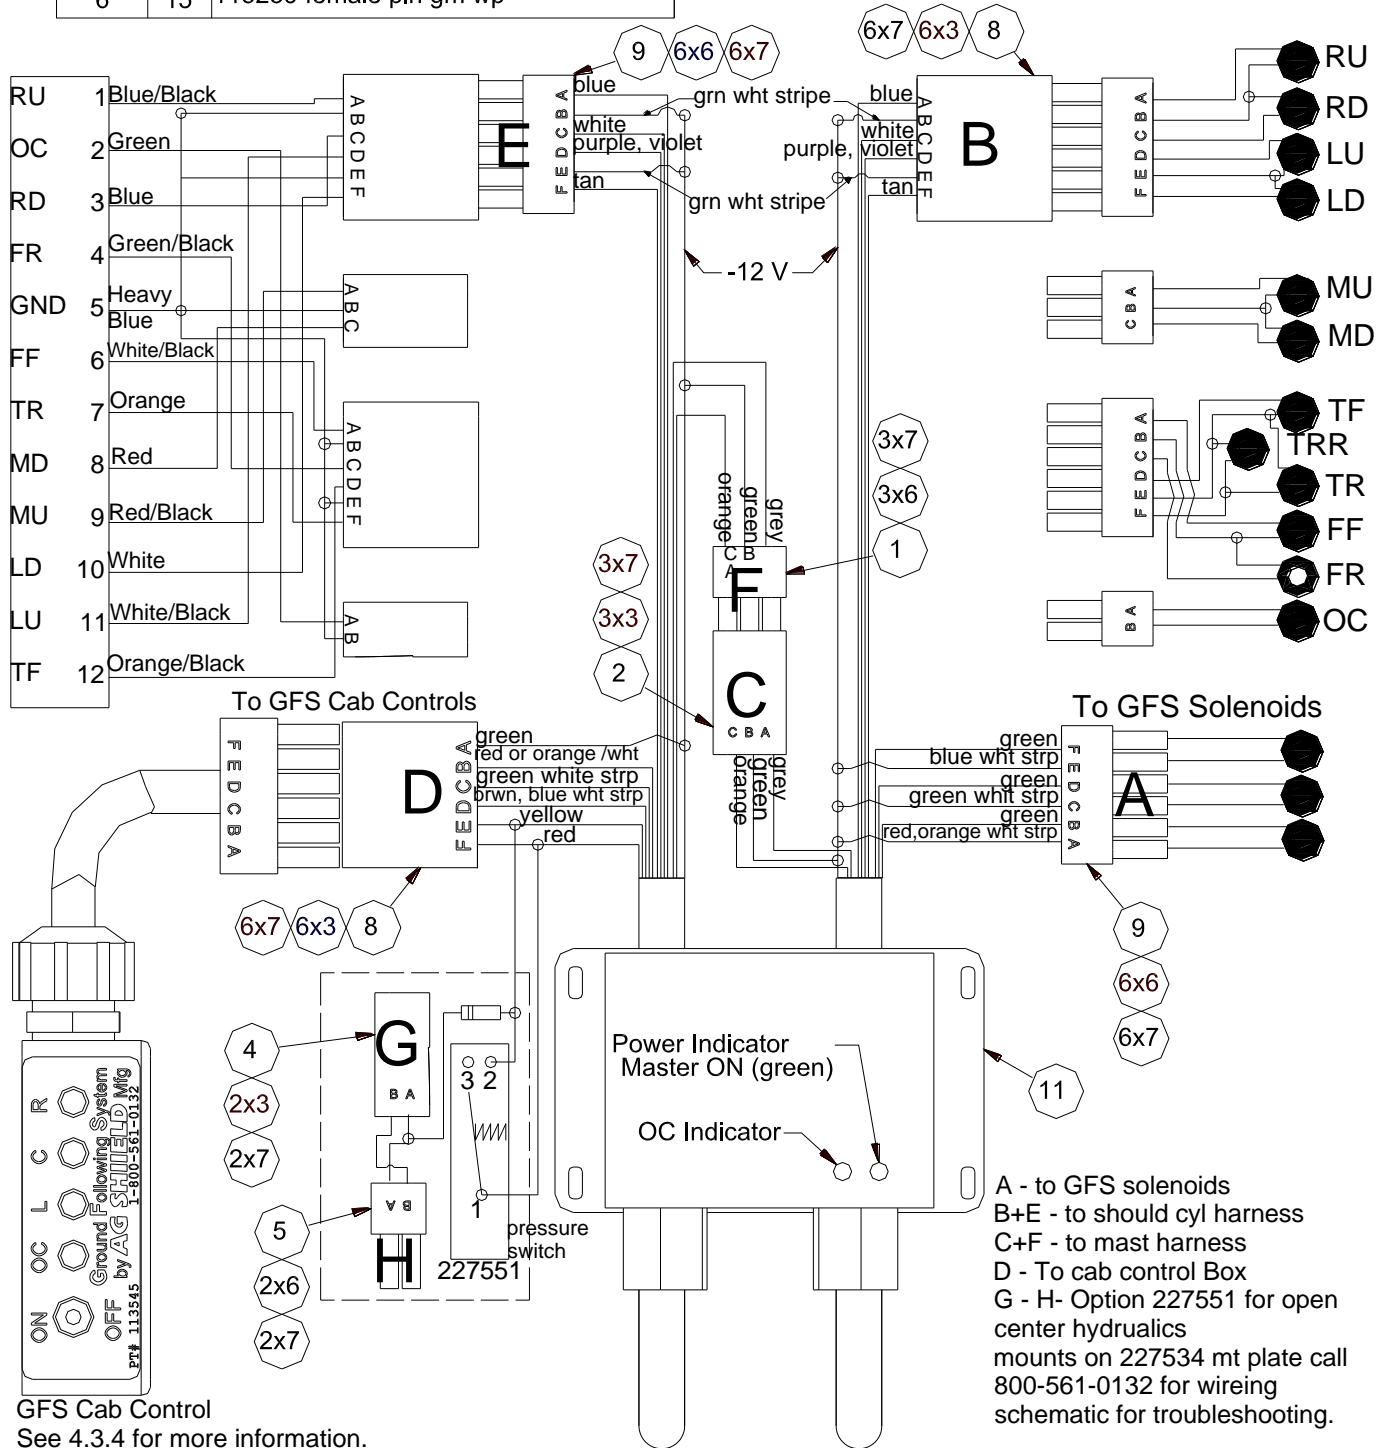 6 15 118280 female pin grn wp
9 6x6 6x7
6x7 6x3 8
RU 1 Blue/Black
OC 2 Green
RD 3 Blue
FR 4 Green/Black
GND 5 Heavy
Blue
FF 6 White/Black
TR 7 Orange
MD 8 Red
MU 9 Red/Black
LD 10 White
LU 11 White/Black
TF 12 Orange/Black
A B C D E F
A B C
A B C D E F
A B
E
F E D C B A
blue
white
purple, violet
tan
grn wht stripe
grn wht stripe
-12 V
blue
white
purple, violet
tan
A B C D E F
B
F E D C B A
RU
RD
LU
LD
C B A
MU
MD
F E D C B A
TF
TRR
TR
FF
FR
B A
OC
3x7
3x6
1
orange
green
grey
C B
A
F
3x7
3x3
2
C
C B A
orange
green
grey
To GFS Cab Controls
F E D C B A
D
F E D C B A
green
red or orange /wht
green white strp
brwn, blue wht strp
yellow
red
6x7 6x3 8
To GFS Solenoids
green
blue wht strp
green
green whit strp
green
red,orange wht strp
F E D C B A
A
9
6x6
6x7
4
2x3
2x7
G
B A
3 2
1
pressure
switch
227551
5
2x6
2x7
B A
H
Power Indicator
Master ON (green)
OC Indicator
11
R
C
L
OC
ON
OFF
Ground Following System
by AG SHIELD Mfg
1-800-561-0132
PT# 113545
GFS Cab Control
See 4.3.4 for more information.
A - to GFS solenoids
B+E - to should cyl harness
C+F - to mast harness
D - To cab control Box
G - H- Option 227551 for open
center hydrualics
mounts on 227534 mt plate call
800-561-0132 for wireing
schematic for troubleshooting.